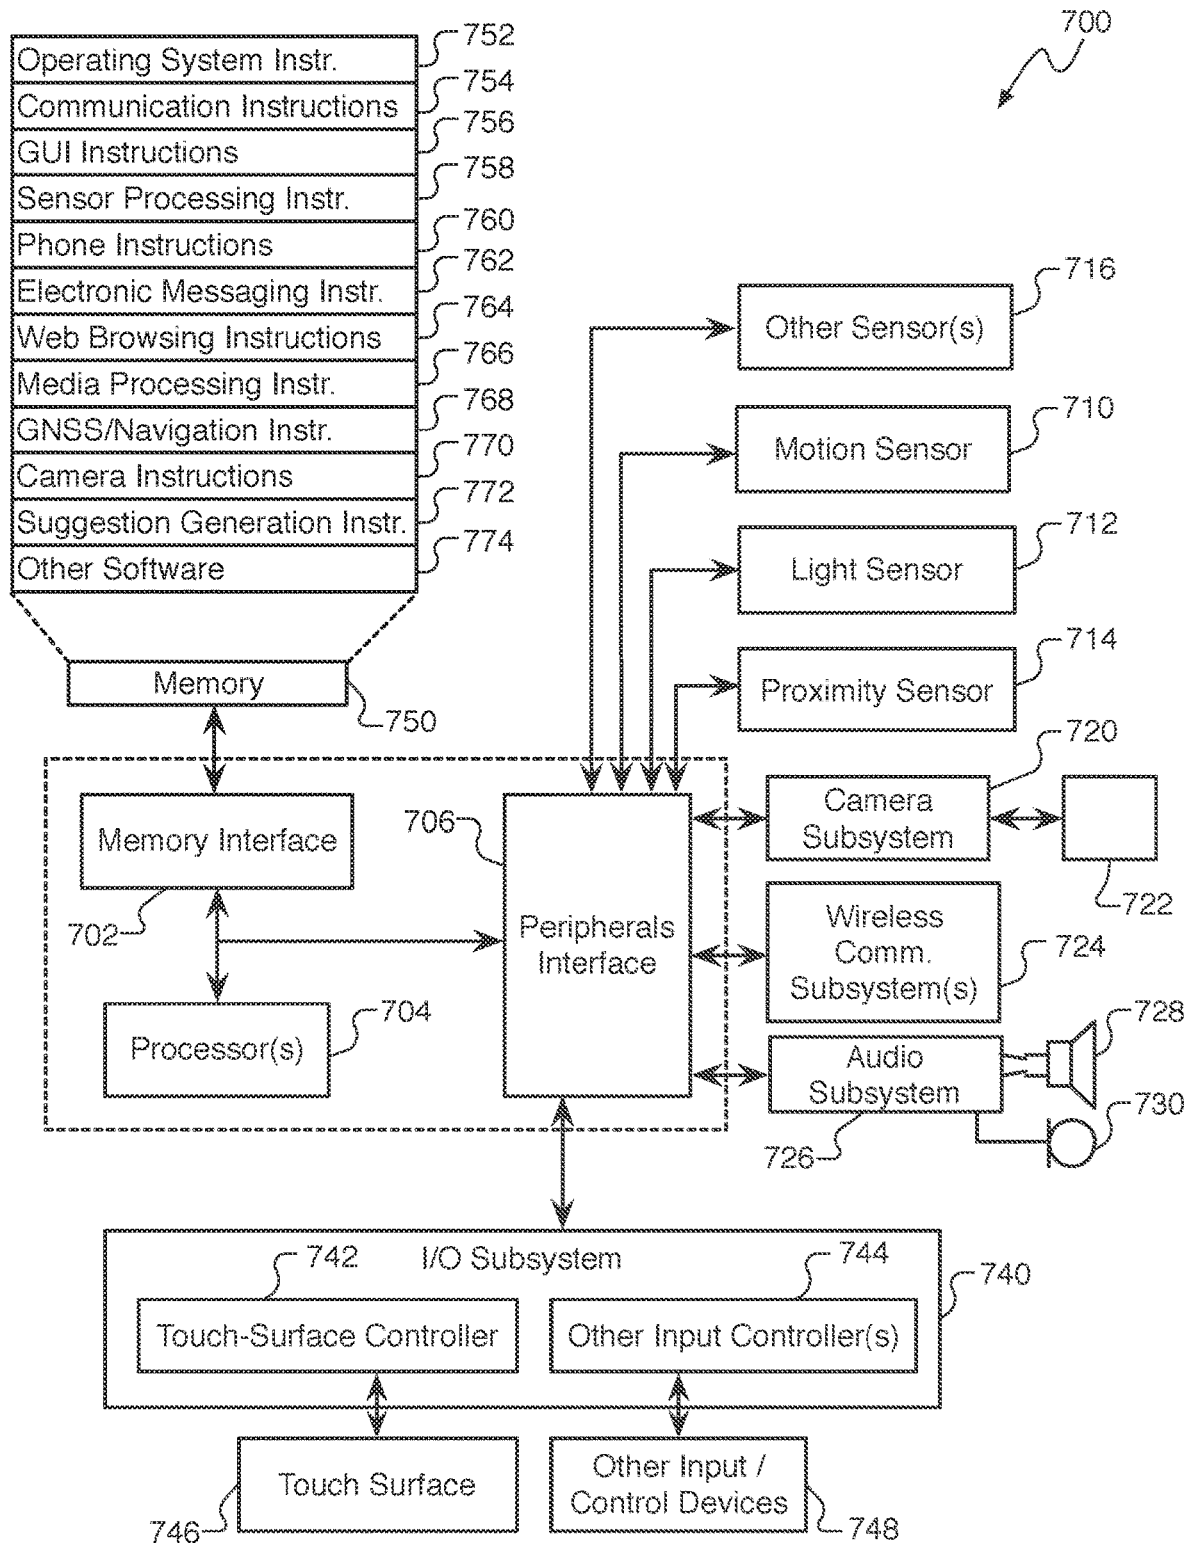 700
752
Operating System Instr.
754
Communication Instructions
756
GUI Instructions
758
Sensor Processing Instr.
760
Phone Instructions
762
Electronic Messaging Instr.
764
Web Browsing Instructions
766
Media Processing Instr.
768
GNSS/Navigation Instr.
770
Camera Instructions
772
Suggestion Generation Instr.
774
Other Software
Memory
750
716
Other Sensor(s)
710
Motion Sensor
712
Light Sensor
714
Proximity Sensor
720
Camera
Subsystem
722
Memory Interface
702
706
Peripherals
Interface
704
Processor(s)
Wireless
Comm.
Subsystem(s)
724
Audio
Subsystem
726
728
730
I/O Subsystem
740
742
Touch-Surface Controller
744
Other Input Controller(s)
Touch Surface
746
Other Input /
Control Devices
748